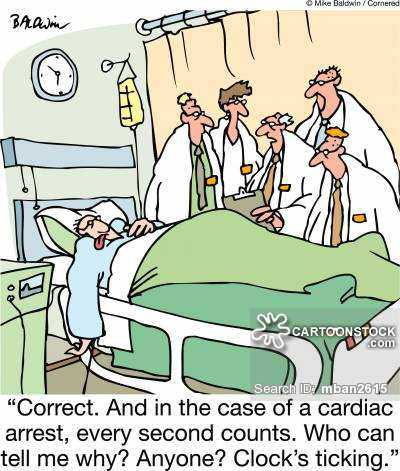 © Mike Baldwin / Cornered
BALDWIN
CARTOONSTOCK
.com
Search ID: mban2615
"Correct. And in the case of a cardiac
arrest, every second counts. Who can
tell me why? Anyone? Clock's ticking."